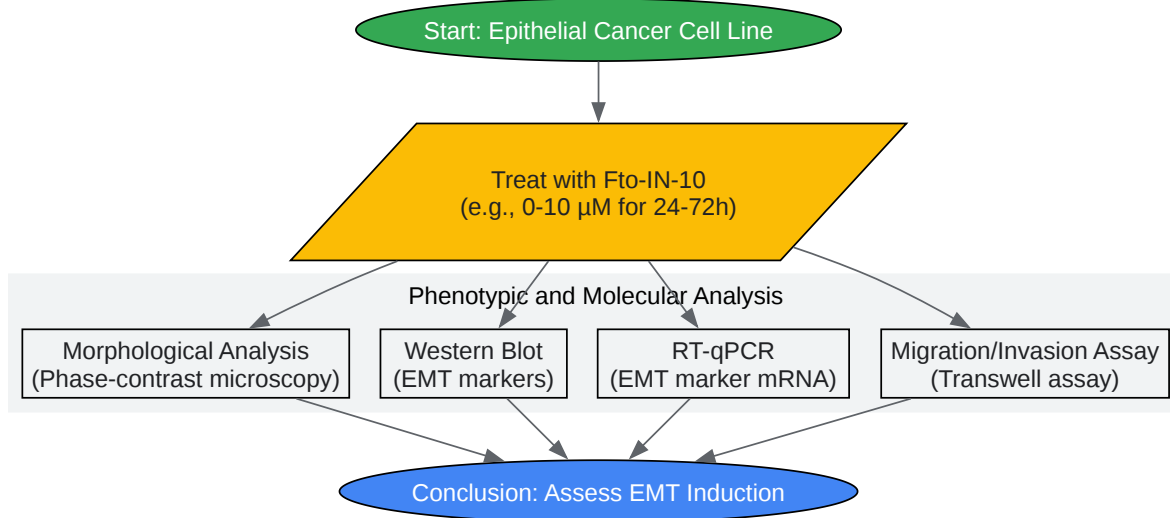 Start: Epithelial Cancer Cell Line
Treat with Fto-IN-10
(e.g., 0-10 µM for 24-72h)
Phenotypic and Molecular Analysis
Morphological Analysis
(Phase-contrast microscopy)
Western Blot
(EMT markers)
RT-qPCR
(EMT marker mRNA)
Migration/Invasion Assay
(Transwell assay)
Conclusion: Assess EMT Induction